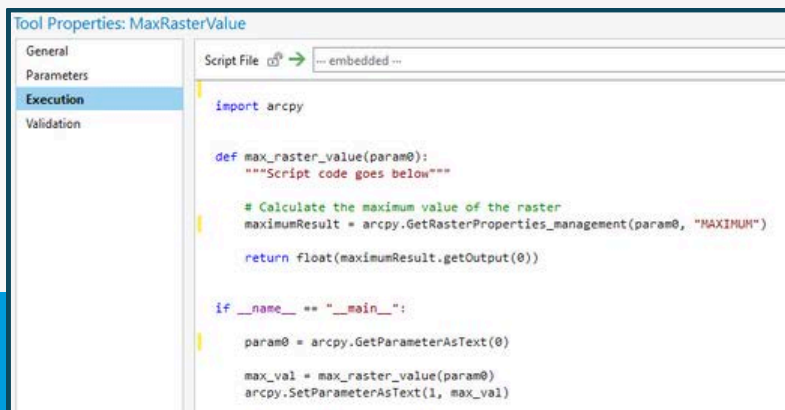 Tool Properties: MaxRasterValue
General
Parameters
Execution
Validation
Script File
... embedded ...
import arcpy
def max_raster_value(param0):
"""Script code goes below"""
# Calculate the maximum value of the raster
maximumResult = arcpy.GetRasterProperties_management(param0, "MAXIMUM")
return float(maximumResult.getOutput(0))
if __name__ == "__main__":
param0 = arcpy.GetParameterAsText(0)
max_val = max_raster_value(param0)
arcpy.SetParameterAsText(1, max_val)